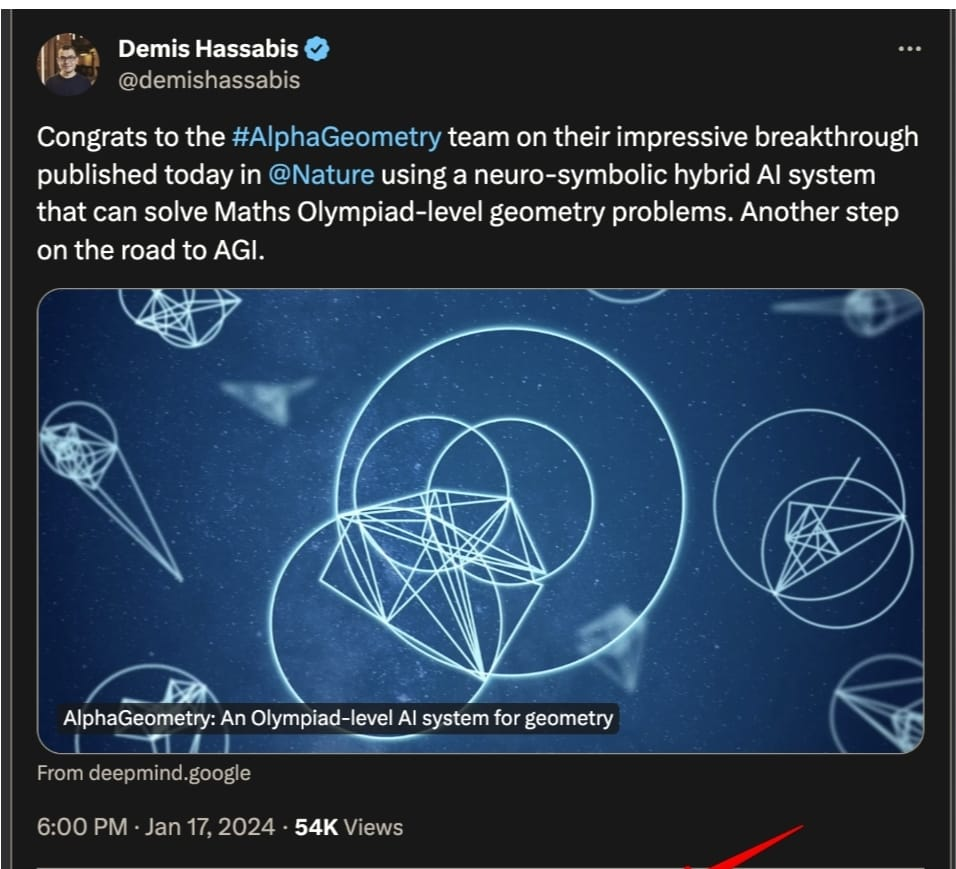 Demis Hassabis
@demishassabis
Congrats to the #AlphaGeometry team on their impressive breakthrough
published today in @Nature using a neuro-symbolic hybrid AI system
that can solve Maths Olympiad-level geometry problems. Another step
on the road to AGI.
AlphaGeometry: An Olympiad-level AI system for geometry
From deepmind.google
6:00 PM · Jan 17, 2024 · 54K Views